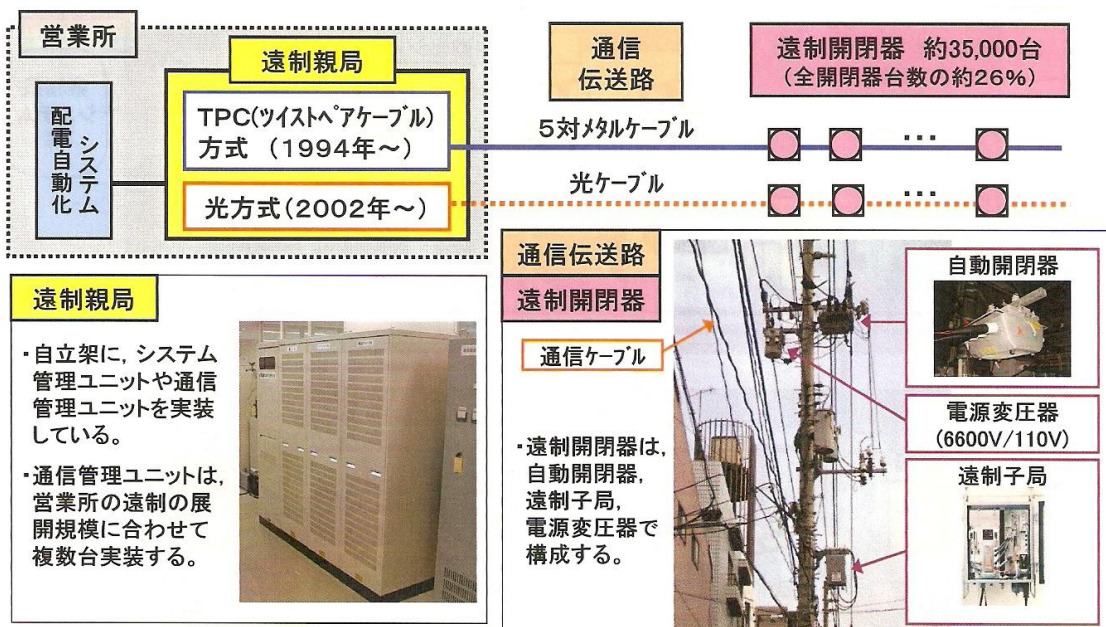 営業所
遠制親局
配電自動化
システム
TPC(ツイストペアケーブル)
方式 (1994年～)
光方式(2002年～)
通信
伝送路
遠制開閉器 約35,000台
(全開閉器台数の約26%)
5対メタルケーブル
…
光ケーブル
…
遠制親局
・自立架に,システム
管理ユニットや通信
管理ユニットを実装
している。
・通信管理ユニットは,
営業所の遠制の展
開規模に合わせて
複数台実装する。
通信伝送路
遠制開閉器
通信ケーブル
・遠制開閉器は,
自動開閉器,
遠制子局,
電源変圧器で
構成する。
自動開閉器
電源変圧器
(6600V/110V)
遠制子局